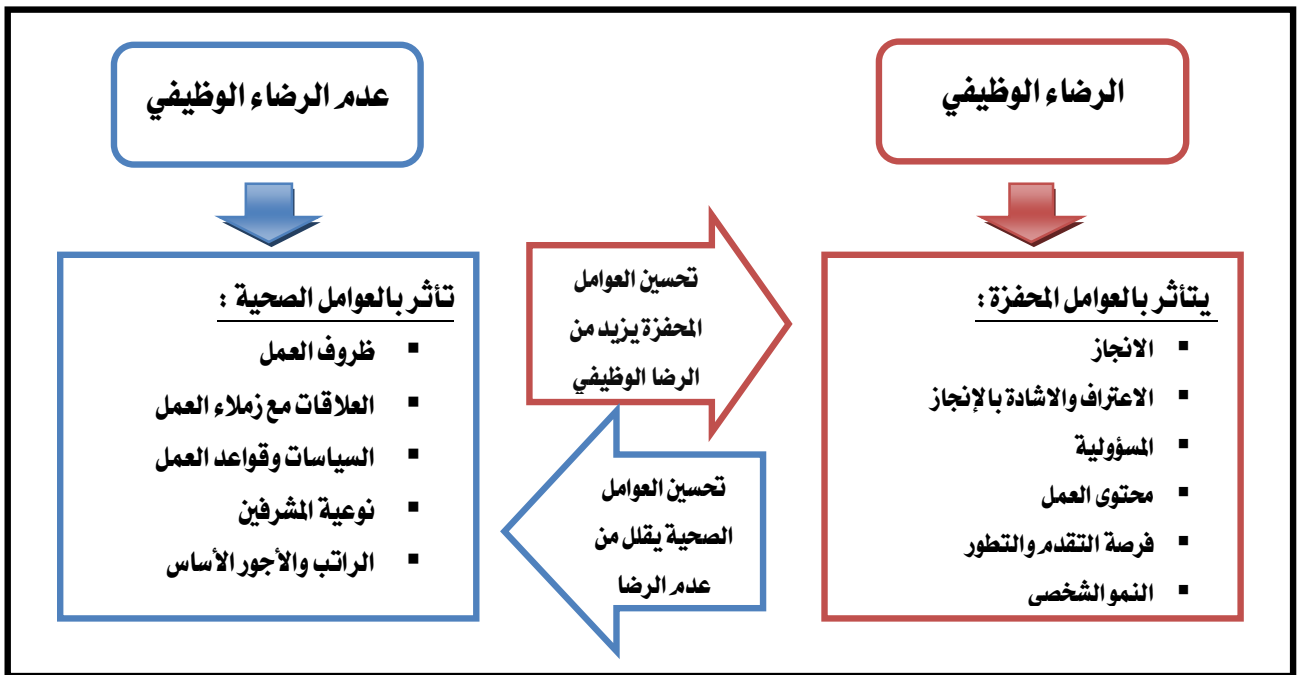 الرضاء الوظيفي
عدم الرضاء الوظيفي
يتأثر بالعوامل المحفزة :
▪ الانجاز
▪ الاعتراف والاشادة بالإنجاز
▪ المسؤولية
▪ محتوى العمل
▪ فرصة التقدم والتطور
▪ النمو الشخصي
تحسين العوامل
المحفزة يزيد من
الرضا الوظيفي
تحسين العوامل
الصحية يقلل من
عدم الرضا
تأثر بالعوامل الصحية :
▪ ظروف العمل
▪ العلاقات مع زملاء العمل
▪ السياسات وقواعد العمل
▪ نوعية المشرفين
▪ الراتب والأجور الأساس